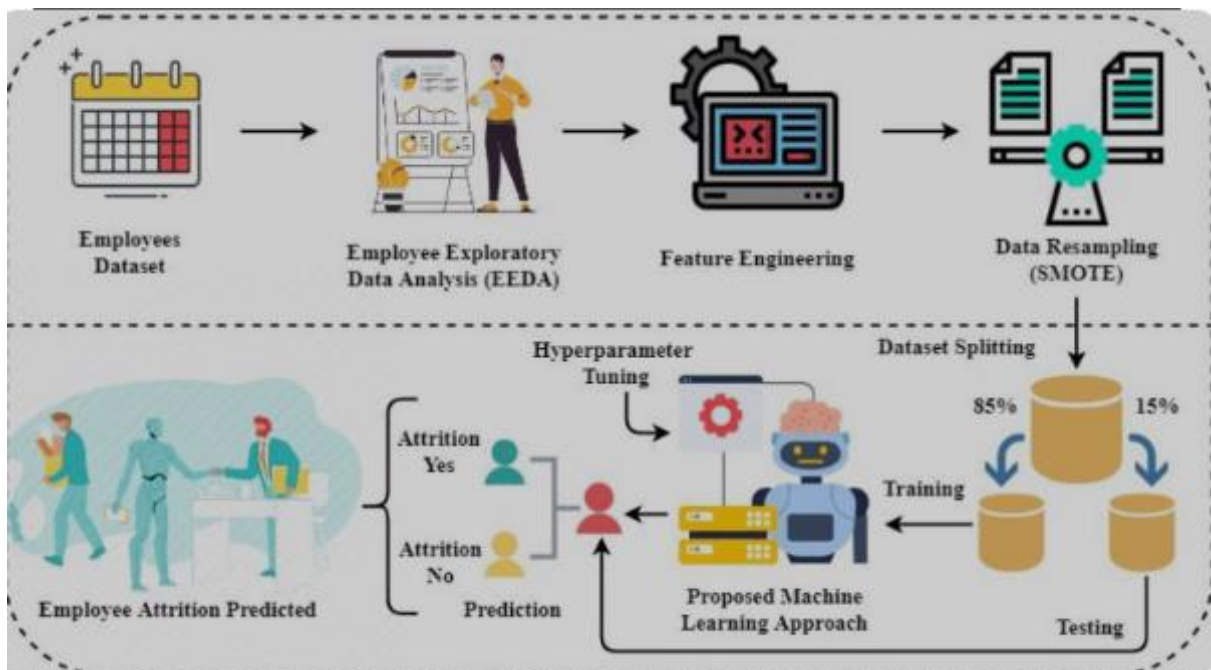 Employees
Dataset
Employee Exploratory
Data Analysis (EEDA)
Feature Engineering
Data Resampling
(SMOTE)
Dataset Splitting
85%
15%
Hyperparameter
Tuning
Training
Attrition
Yes
Attrition
No
Prediction
Employee Attrition Predicted
Proposed Machine
Learning Approach
Testing